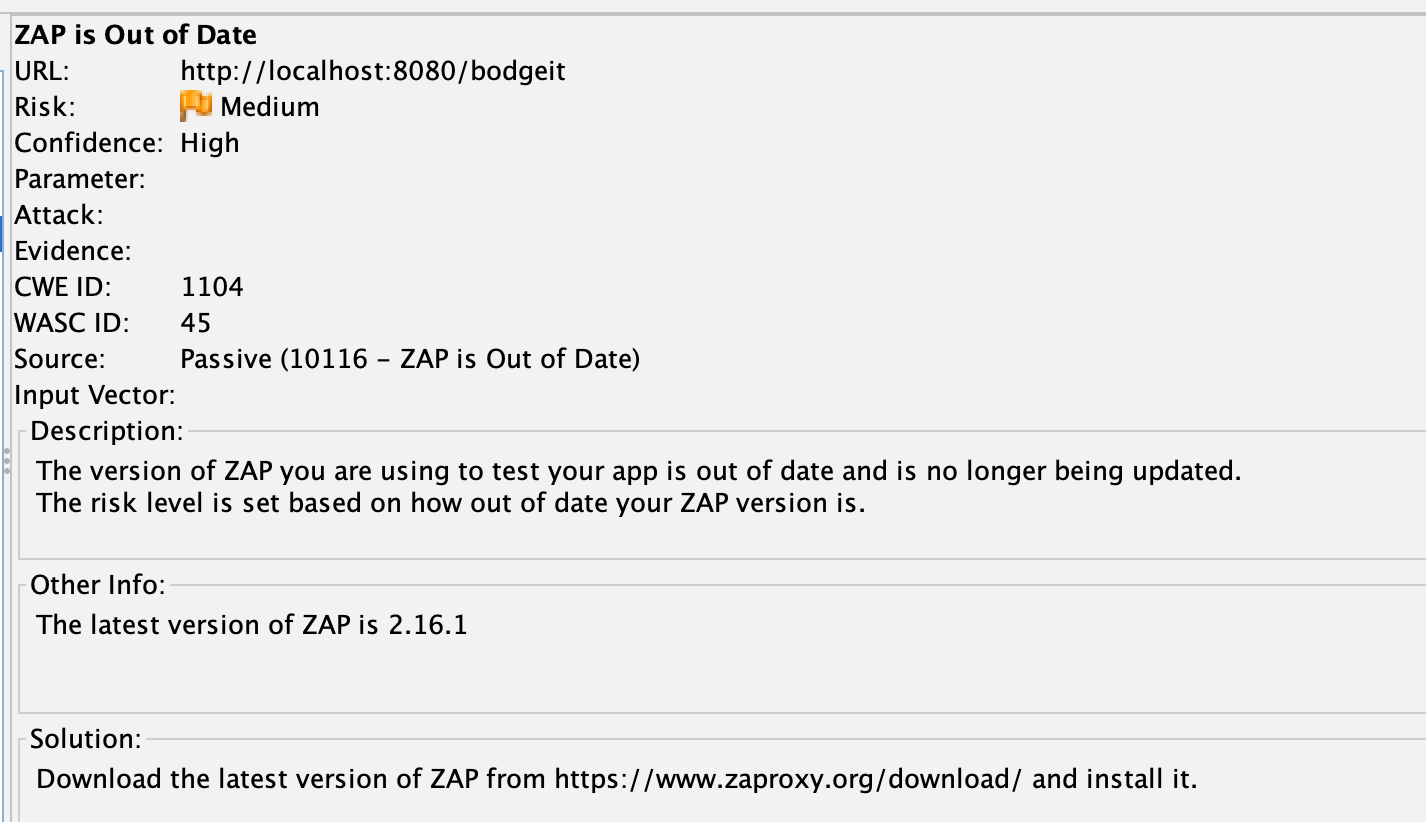 ZAP is Out of Date
URL: http://localhost:8080/bodgeit
Risk: Medium
Confidence: High
Parameter:
Attack:
Evidence:
CWE ID: 1104
WASC ID: 45
Source: Passive (10116 – ZAP is Out of Date)
Input Vector:
Description:
The version of ZAP you are using to test your app is out of date and is no longer being updated.
The risk level is set based on how out of date your ZAP version is.
Other Info:
The latest version of ZAP is 2.16.1
Solution:
Download the latest version of ZAP from https://www.zaproxy.org/download/ and install it.